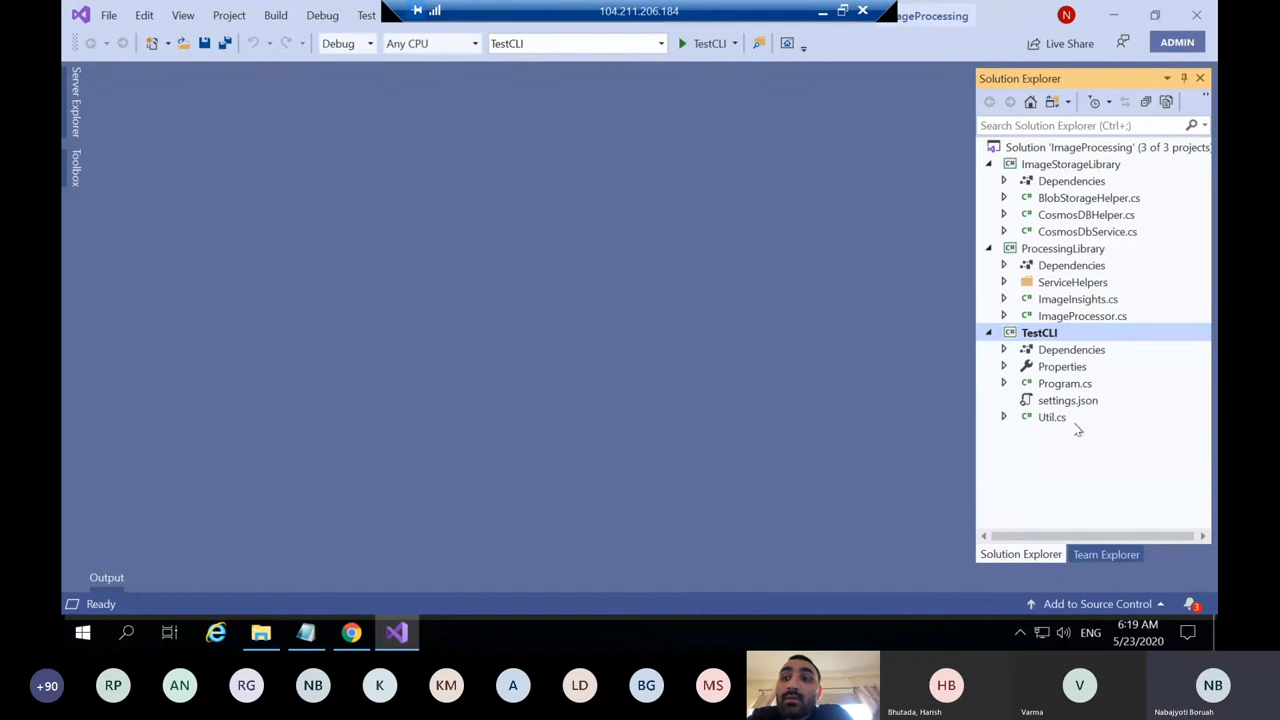 File Edit View Project Build Debug Test 104.211.206.184 ageProcessing N
Debug Any CPU TestCLI TestCLI Live Share ADMIN
Server Explorer
Toolbox
Solution Explorer
Search Solution Explorer (Ctrl+;)
Solution 'ImageProcessing' (3 of 3 projects)
C# ImageStorageLibrary
Dependencies
C# BlobStorageHelper.cs
C# CosmosDBHelper.cs
C# CosmosDbService.cs
C# ProcessingLibrary
Dependencies
ServiceHelpers
C# ImageInsights.cs
C# ImageProcessor.cs
C# TestCLI
Dependencies
Properties
C# Program.cs
settings.json
C# Util.cs
Solution Explorer Team Explorer
Output
Ready Add to Source Control 3
ENG 6:19 AM
5/23/2020
+90 RP AN RG NB K KM A LD BG MS HB V NB
Bhutada, Harish Varma Nabajyoti Boruah